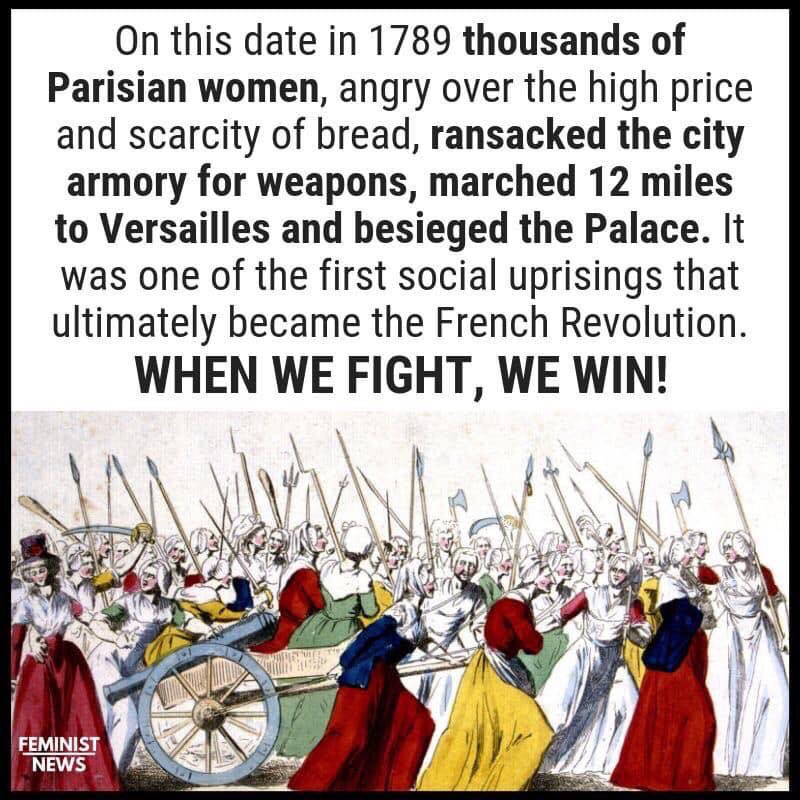 On this date in 1789 thousands of
Parisian women, angry over the high price
and scarcity of bread, ransacked the city
armory for weapons, marched 12 miles
to Versailles and besieged the Palace. It
was one of the first social uprisings that
ultimately became the French Revolution.
WHEN WE FIGHT, WE WIN!
FEMINIST
NEWS